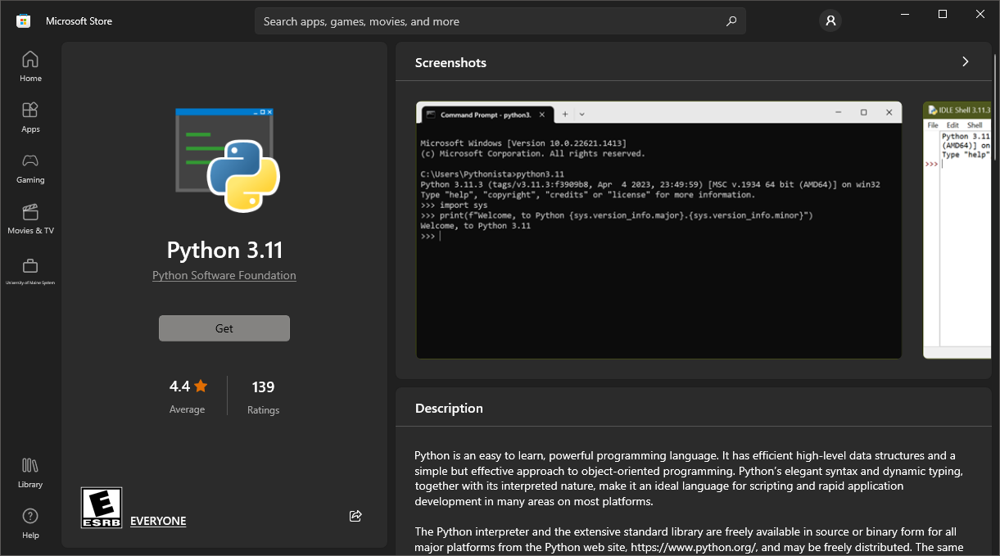 Microsoft Store
Search apps, games, movies, and more
Home
Apps
Gaming
Movies & TV
University of Maine System
Library
Help
Python 3.11
Python Software Foundation
Get
4.4
Average
139
Ratings
E
ESRB
EVERYONE
Screenshots
Command Prompt - python3.
Microsoft Windows [Version 10.0.22621.1413]
(c) Microsoft Corporation. All rights reserved.
C:\Users\Pythonista>python3.11
Python 3.11.3 (tags/v3.11.3:f3909b8, Apr  4 2023, 23:49:59) [MSC v.1934 64 bit (AMD64)] on win32
Type "help", "copyright", "credits" or "license" for more information.
>>> import sys
>>> print(f"Welcome, to Python {sys.version_info.major}.{sys.version_info.minor}")
Welcome, to Python 3.11
>>>
IDLE Shell 3.11.3
File Edit Shell
Python 3.11
(AMD64)] on
Type "help"
>>>
Description
Python is an easy to learn, powerful programming language. It has efficient high-level data structures and a
simple but effective approach to object-oriented programming. Python's elegant syntax and dynamic typing,
together with its interpreted nature, make it an ideal language for scripting and rapid application
development in many areas on most platforms.
The Python interpreter and the extensive standard library are freely available in source or binary form for all
major platforms from the Python web site, https://www.python.org/, and may be freely distributed. The same